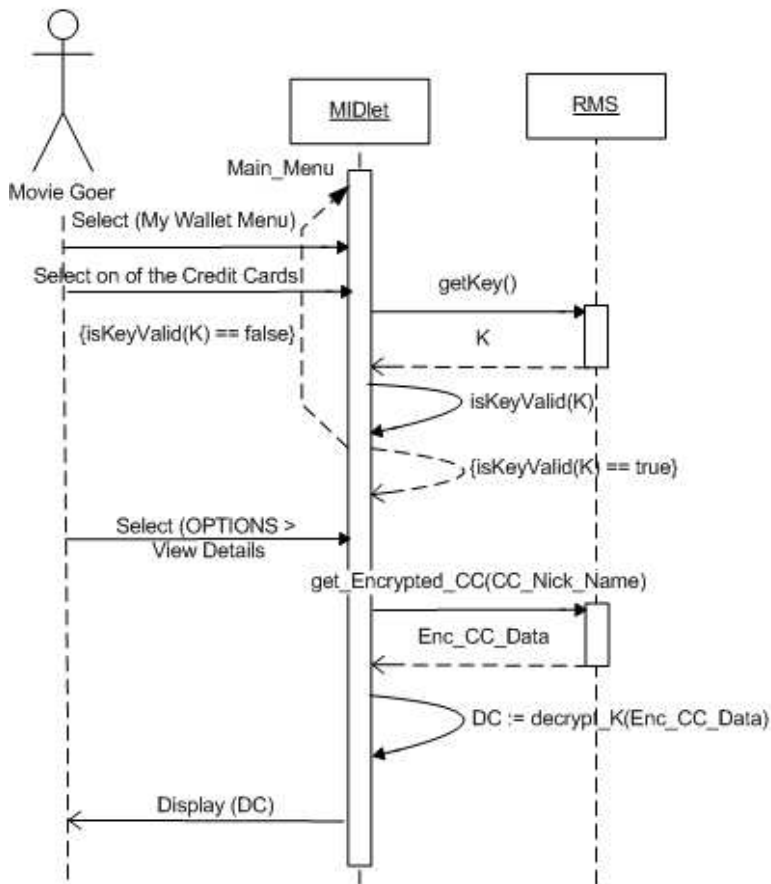 MIDlet
RMS
Main_Menu
Movie Goer
Select (My Wallet Menu)
Select on of the Credit Cards
getKey()
{isKeyValid(K) == false}
K
isKeyValid(K)
{isKeyValid(K) == true}
Select (OPTIONS >
View Details
get_Encrypted_CC(CC_Nick_Name)
Enc_CC_Data
DC := decrypt_K(Enc_CC_Data)
Display (DC)